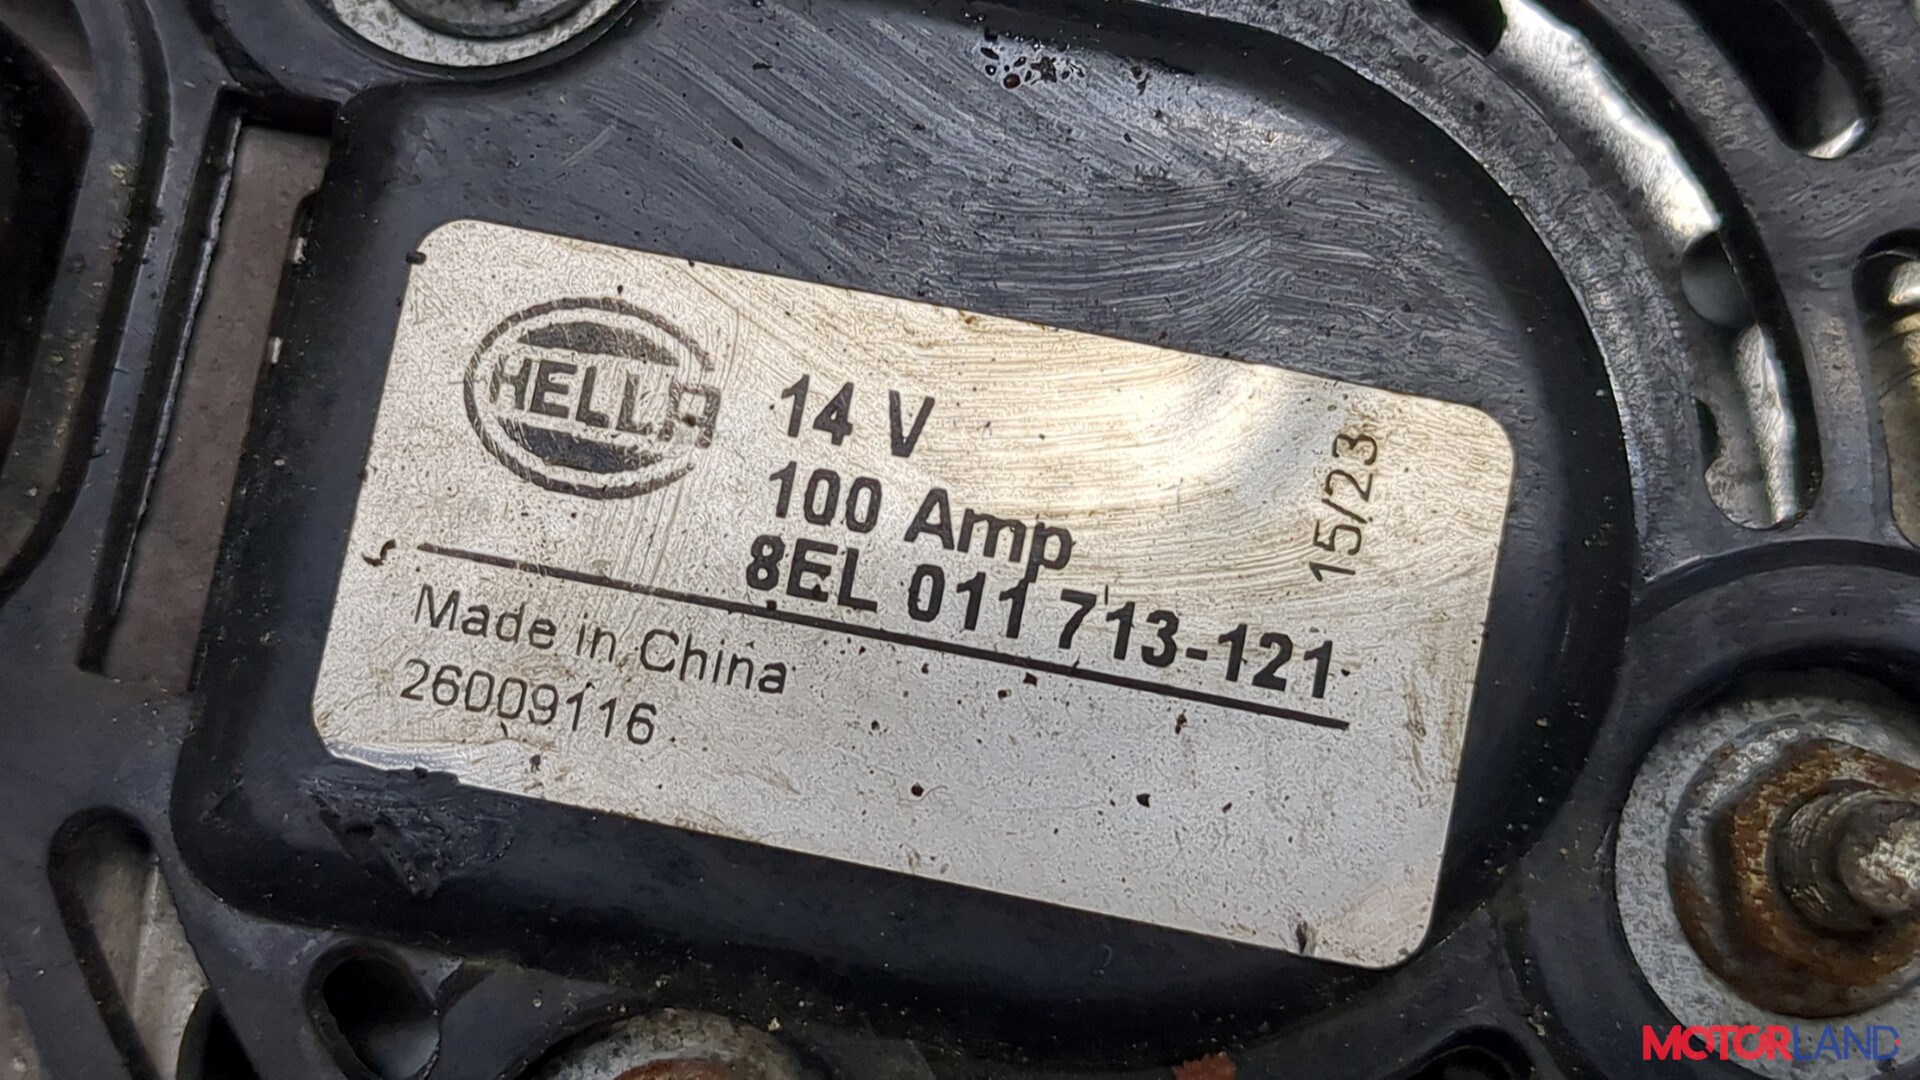 HELLA
14 V
100 Amp
8EL 011 713-121
15/23
Made in China
26009116
MOTORLAND